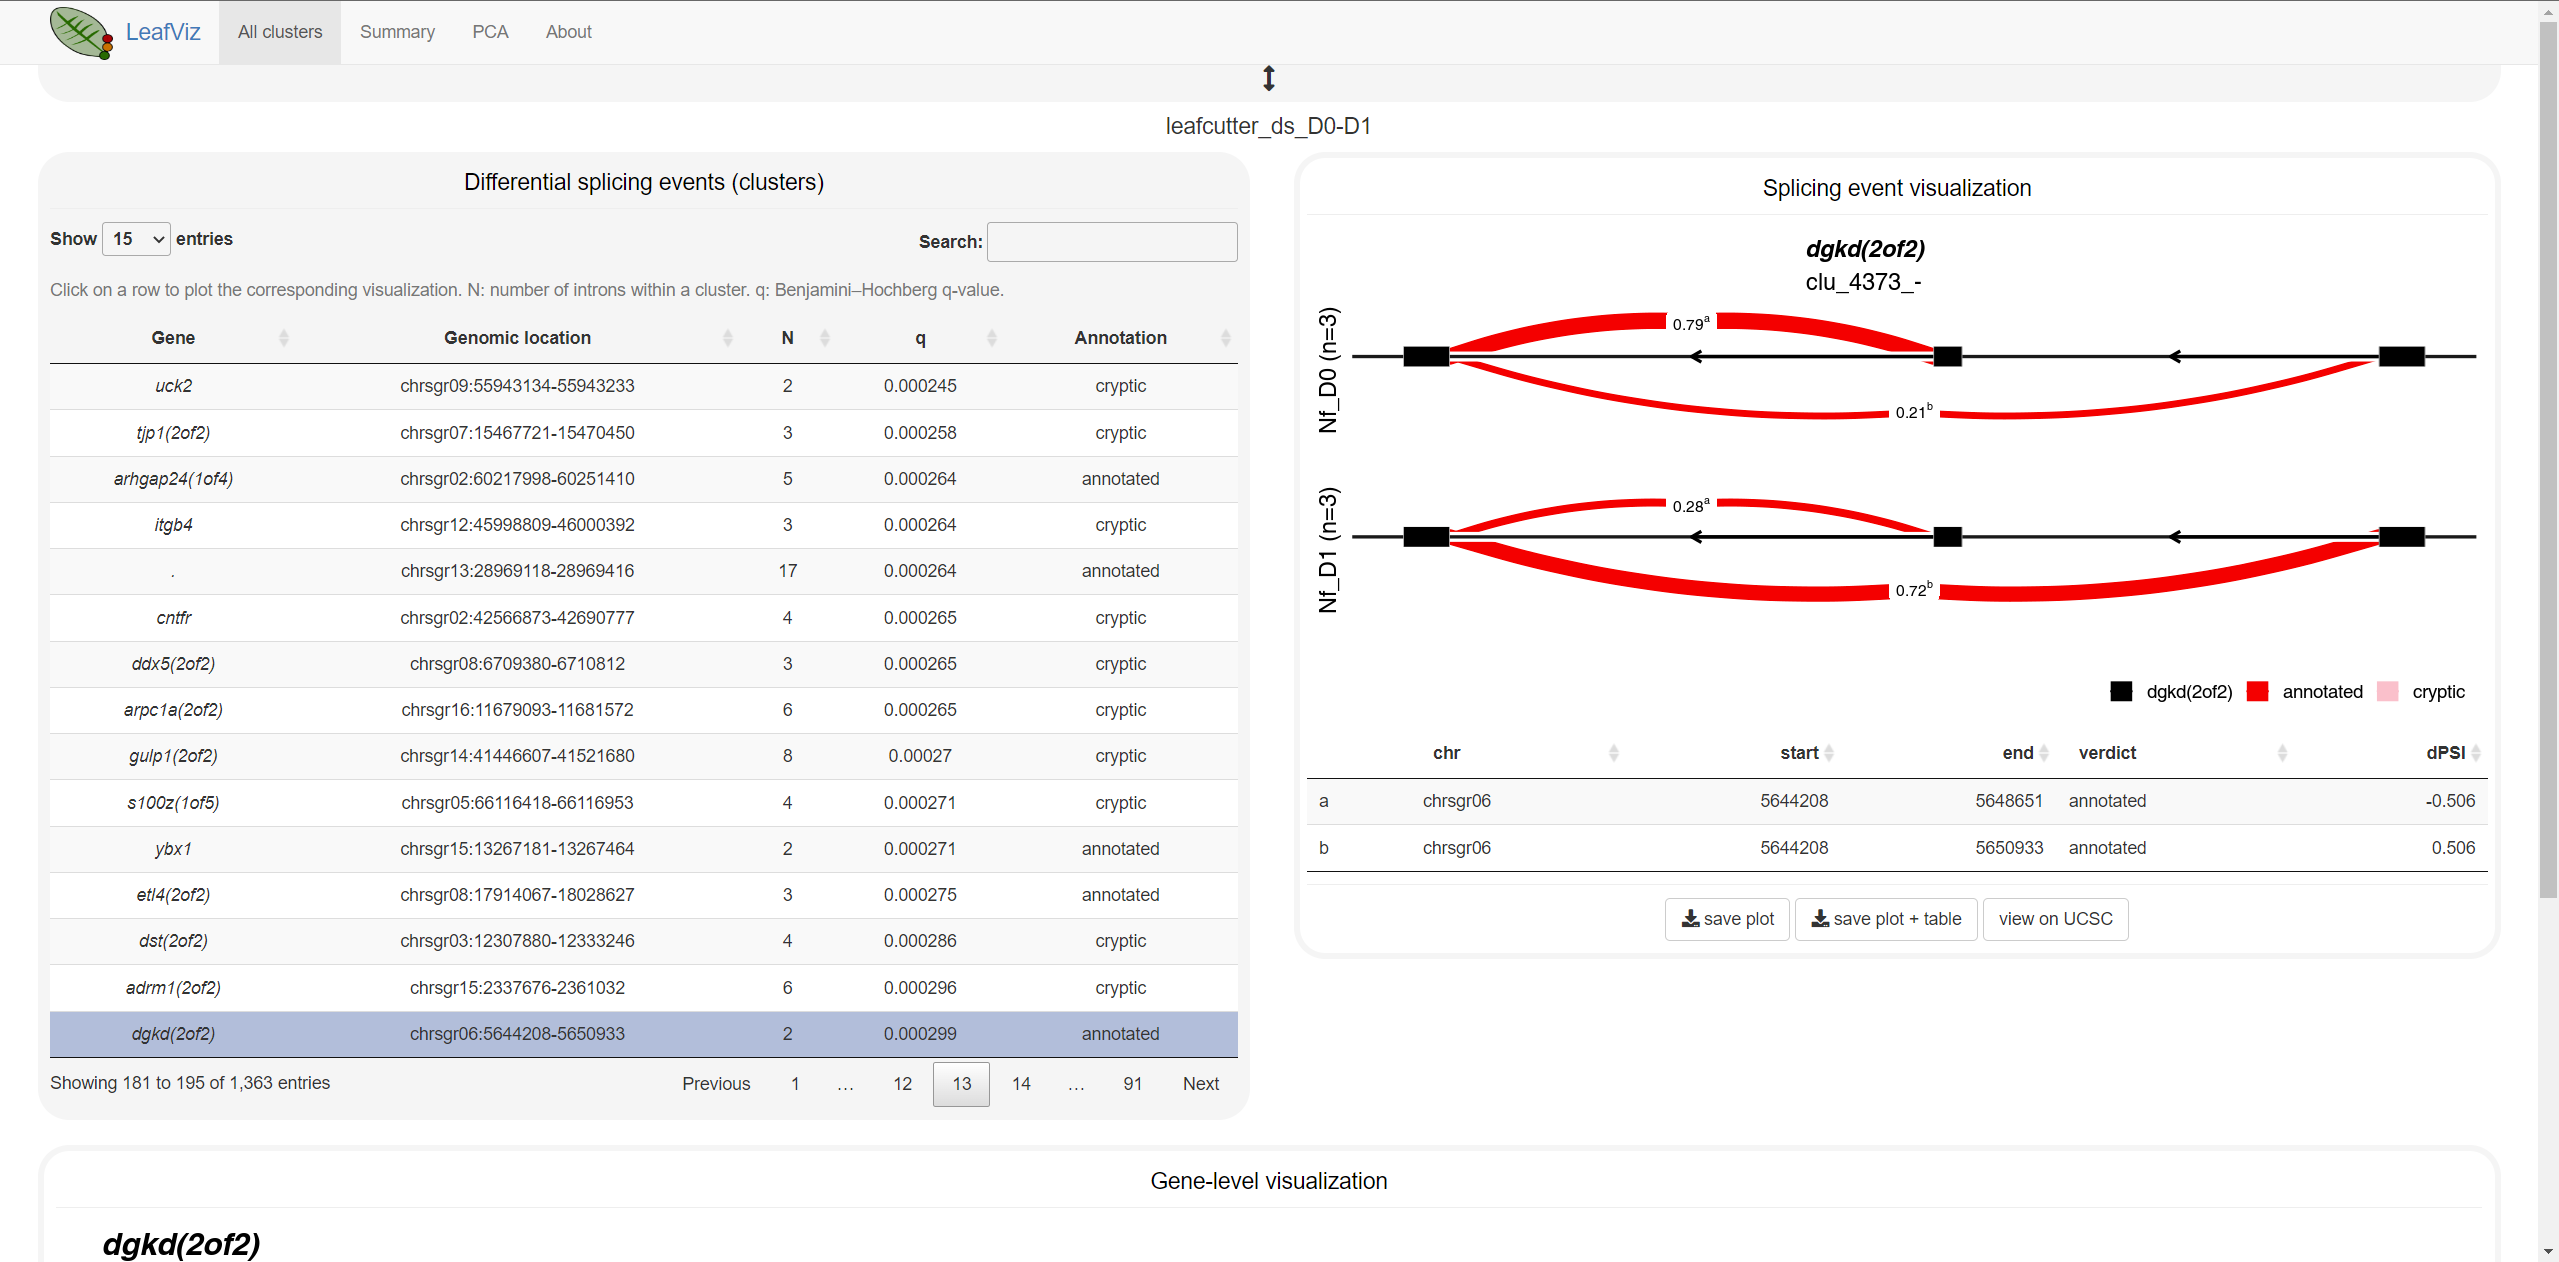 LeafViz All clusters Summary PCA About
leafcutter_ds_D0-D1
Differential splicing events (clusters)
Show 15 entries Search:
Click on a row to plot the corresponding visualization. N: number of introns within a cluster. q: Benjamini–Hochberg q-value.
Gene Genomic location N q Annotation
uck2 chrsgr09:55943134-55943233 2 0.000245 cryptic
tjp1(2of2) chrsgr07:15467721-15470450 3 0.000258 cryptic
arhgap24(1of4) chrsgr02:60217998-60251410 5 0.000264 annotated
itgb4 chrsgr12:45998809-46000392 3 0.000264 cryptic
. chrsgr13:28969118-28969416 17 0.000264 annotated
cntfr chrsgr02:42566873-42690777 4 0.000265 cryptic
ddx5(2of2) chrsgr08:6709380-6710812 3 0.000265 cryptic
arpc1a(2of2) chrsgr16:11679093-11681572 6 0.000265 cryptic
gulp1(2of2) chrsgr14:41446607-41521680 8 0.00027 cryptic
s100z(1of5) chrsgr05:66116418-66116953 4 0.000271 cryptic
ybx1 chrsgr15:13267181-13267464 2 0.000271 annotated
etl4(2of2) chrsgr08:17914067-18028627 3 0.000275 annotated
dst(2of2) chrsgr03:12307880-12333246 4 0.000286 cryptic
adrm1(2of2) chrsgr15:2337676-2361032 6 0.000296 cryptic
dgkd(2of2) chrsgr06:5644208-5650933 2 0.000299 annotated
Showing 181 to 195 of 1,363 entries Previous 1 … 12 13 14 … 91 Next
Splicing event visualization
dgkd(2of2)
clu_4373_-
Nf_D0 (n=3)
0.79a
0.21b
Nf_D1 (n=3)
0.28a
0.72b
dgkd(2of2) annotated cryptic
chr start end verdict dPSI
a chrsgr06 5644208 5648651 annotated -0.506
b chrsgr06 5644208 5650933 annotated 0.506
save plot save plot + table view on UCSC
Gene-level visualization
dgkd(2of2)